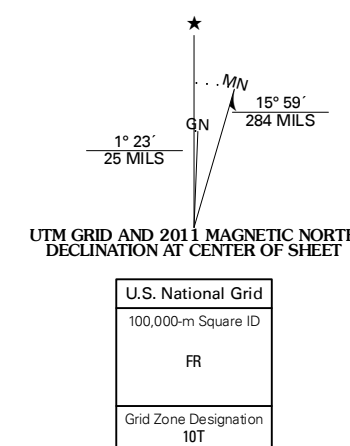 ★
MN
15° 59´
284 MILS
GN
1° 23´
25 MILS
UTM GRID AND 2011 MAGNETIC NORTH
DECLINATION AT CENTER OF SHEET
U.S. National Grid
100,000-m Square ID
FR
Grid Zone Designation
10T